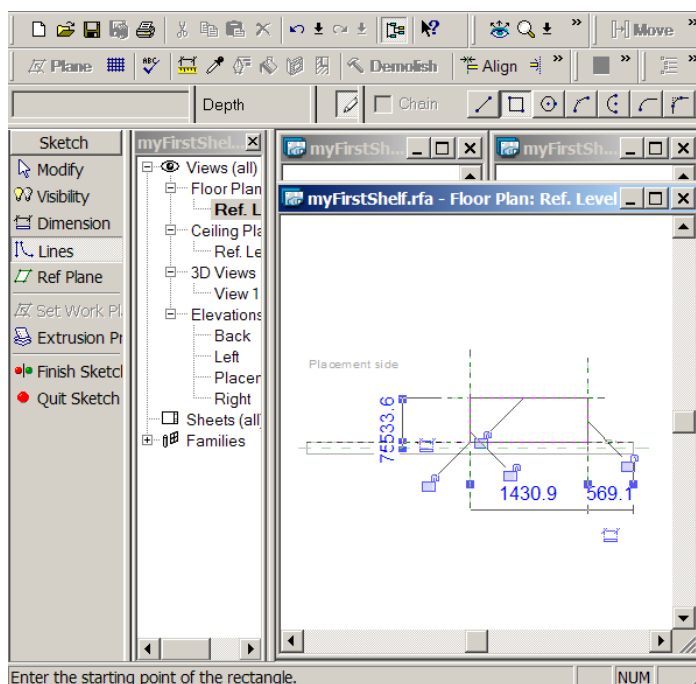 Move
Plane
ABC
Demolish
Align
Depth
Chain
Sketch
Modify
Visibility
Dimension
Lines
Ref Plane
Set Work Pl
Extrusion Pr
Finish Sketcl
Quit Sketch
myFirstShel...
Views (all)
Floor Plan
Ref. L
Ceiling Pla
Ref. Le
3D Views
View 1
Elevations
Back
Left
Placer
Right
Sheets (all)
Families
myFirstSh...
myFirstSh...
myFirstShelf.rfa - Floor Plan: Ref. Level
Placement side
1430.9
569.1
Enter the starting point of the rectangle.
NUM